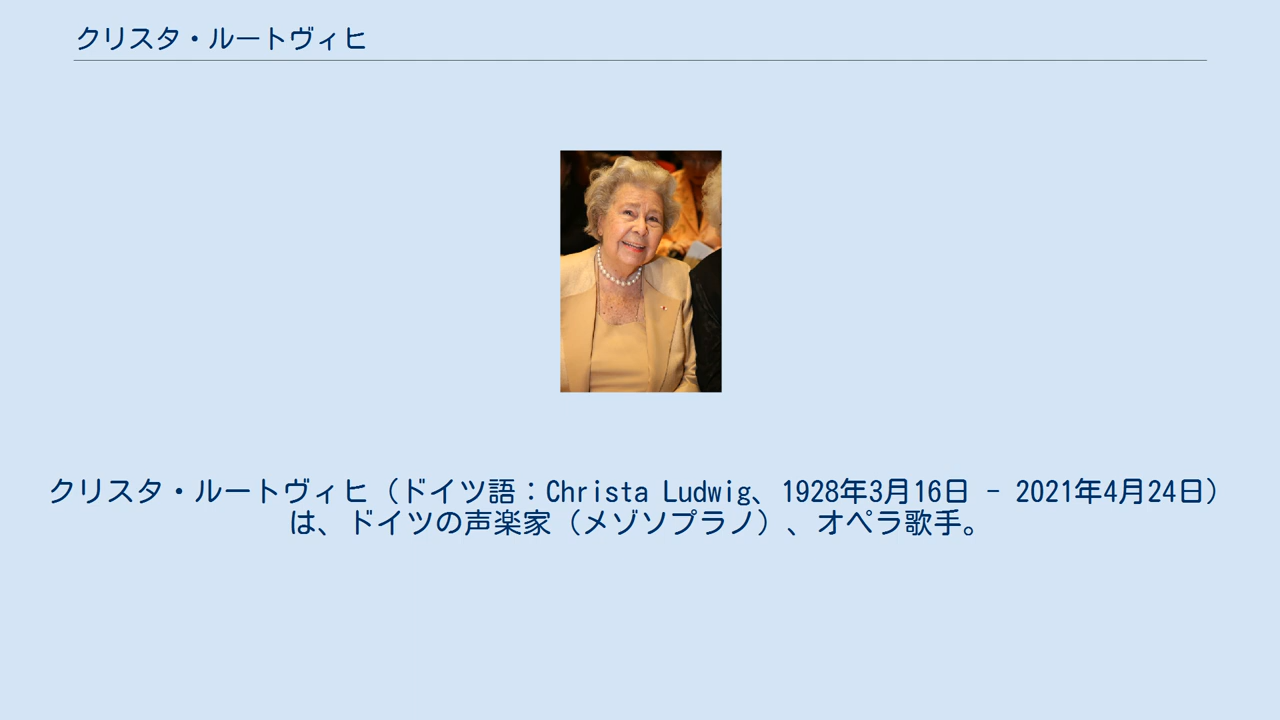 クリスタ・ルートヴィヒ
クリスタ・ルートヴィヒ（ドイツ語：Christa Ludwig、1928年3月16日 - 2021年4月24日）
は、ドイツの声楽家（メゾソプラノ）、オペラ歌手。